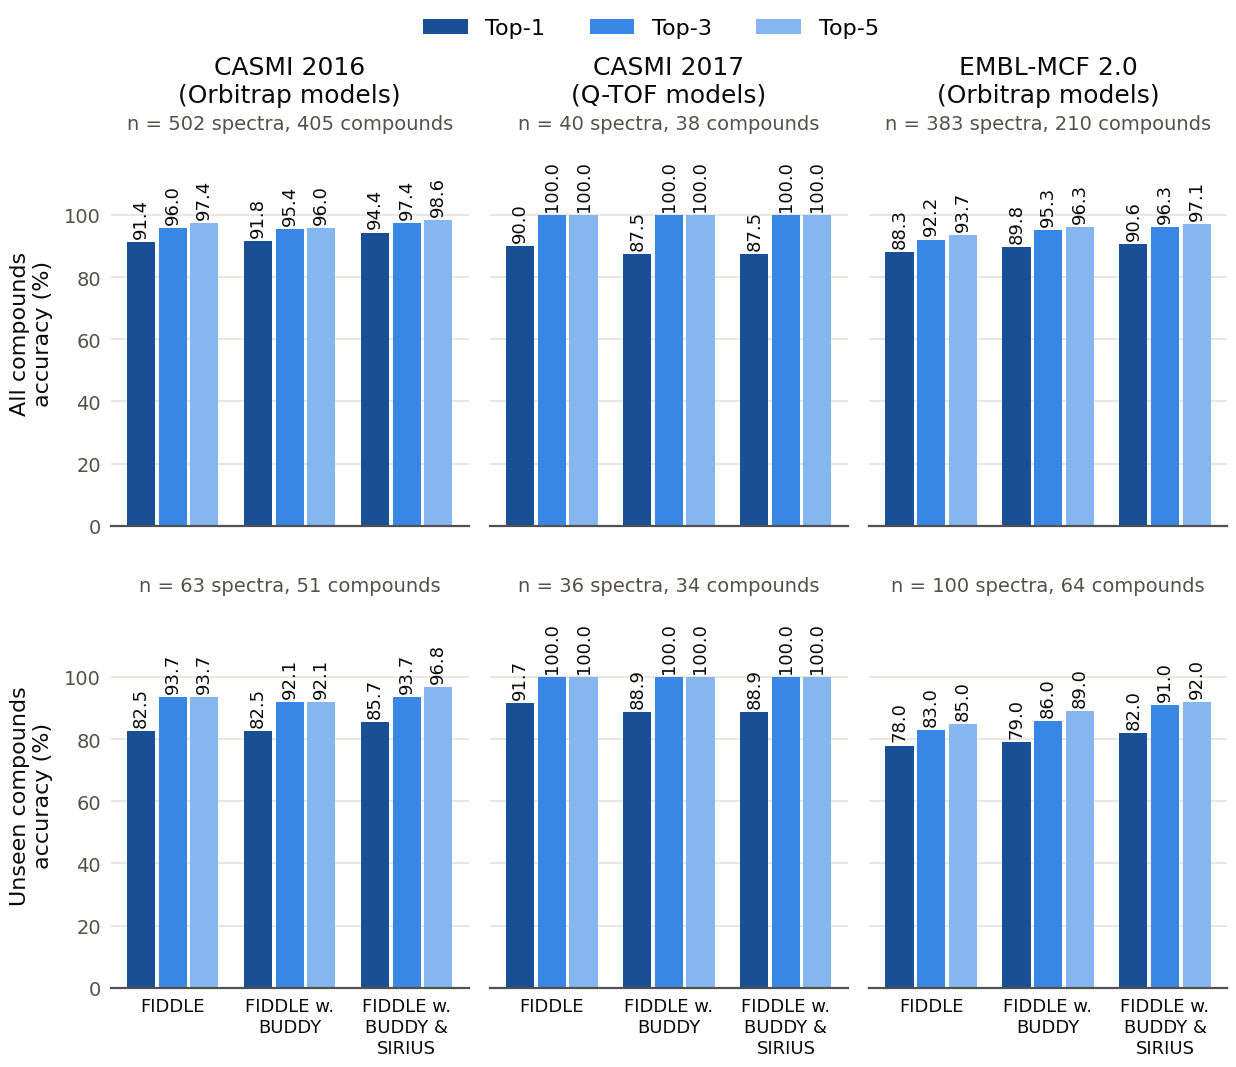 Top-1 Top-3 Top-5
CASMI 2016
(Orbitrap models)
n = 502 spectra, 405 compounds
CASMI 2017
(Q-TOF models)
n = 40 spectra, 38 compounds
EMBL-MCF 2.0
(Orbitrap models)
n = 383 spectra, 210 compounds
All compounds
accuracy (%)
100
80
60
40
20
0
91.4 96.0 97.4 91.8 95.4 96.0 94.4 97.4 98.6
90.0 100.0 100.0 87.5 100.0 100.0 87.5 100.0 100.0
88.3 92.2 93.7 89.8 95.3 96.3 90.6 96.3 97.1
n = 63 spectra, 51 compounds
n = 36 spectra, 34 compounds
n = 100 spectra, 64 compounds
Unseen compounds
accuracy (%)
100
80
60
40
20
0
82.5 93.7 93.7 82.5 92.1 92.1 85.7 93.7 96.8
91.7 100.0 100.0 88.9 100.0 100.0 88.9 100.0 100.0
78.0 83.0 85.0 79.0 86.0 89.0 82.0 91.0 92.0
FIDDLE
FIDDLE w.
BUDDY
FIDDLE w.
BUDDY &
SIRIUS
FIDDLE
FIDDLE w.
BUDDY
FIDDLE w.
BUDDY &
SIRIUS
FIDDLE
FIDDLE w.
BUDDY
FIDDLE w.
BUDDY &
SIRIUS